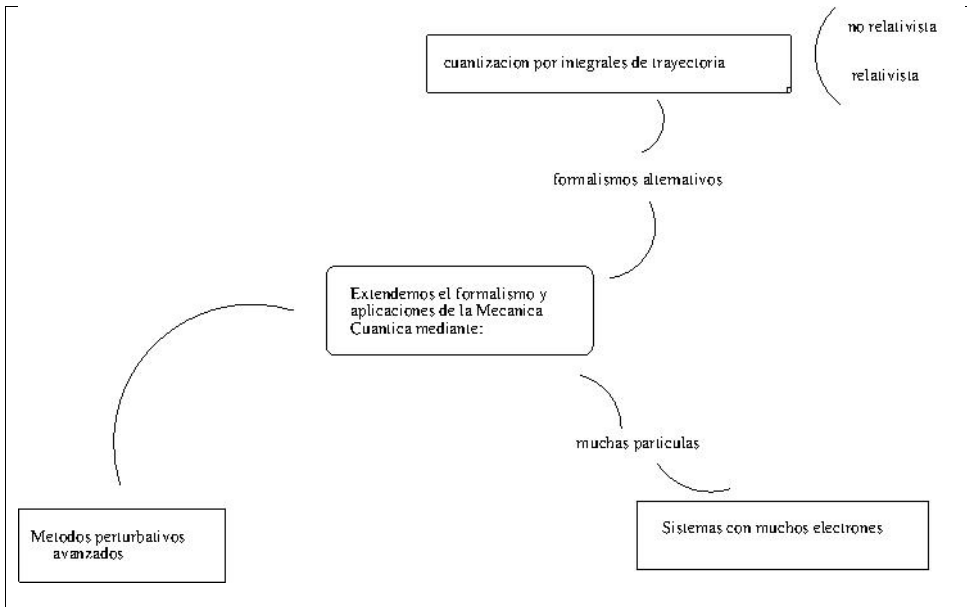 no relativista
cuantizacion por integrales de trayectoria
relativista
formalismos alternativos
Extendemos el formalismo y
aplicaciones de la Mecanica
Cuantica mediante:
muchas particulas
Metodos perturbativos
avanzados
Sistemas con muchos electrones